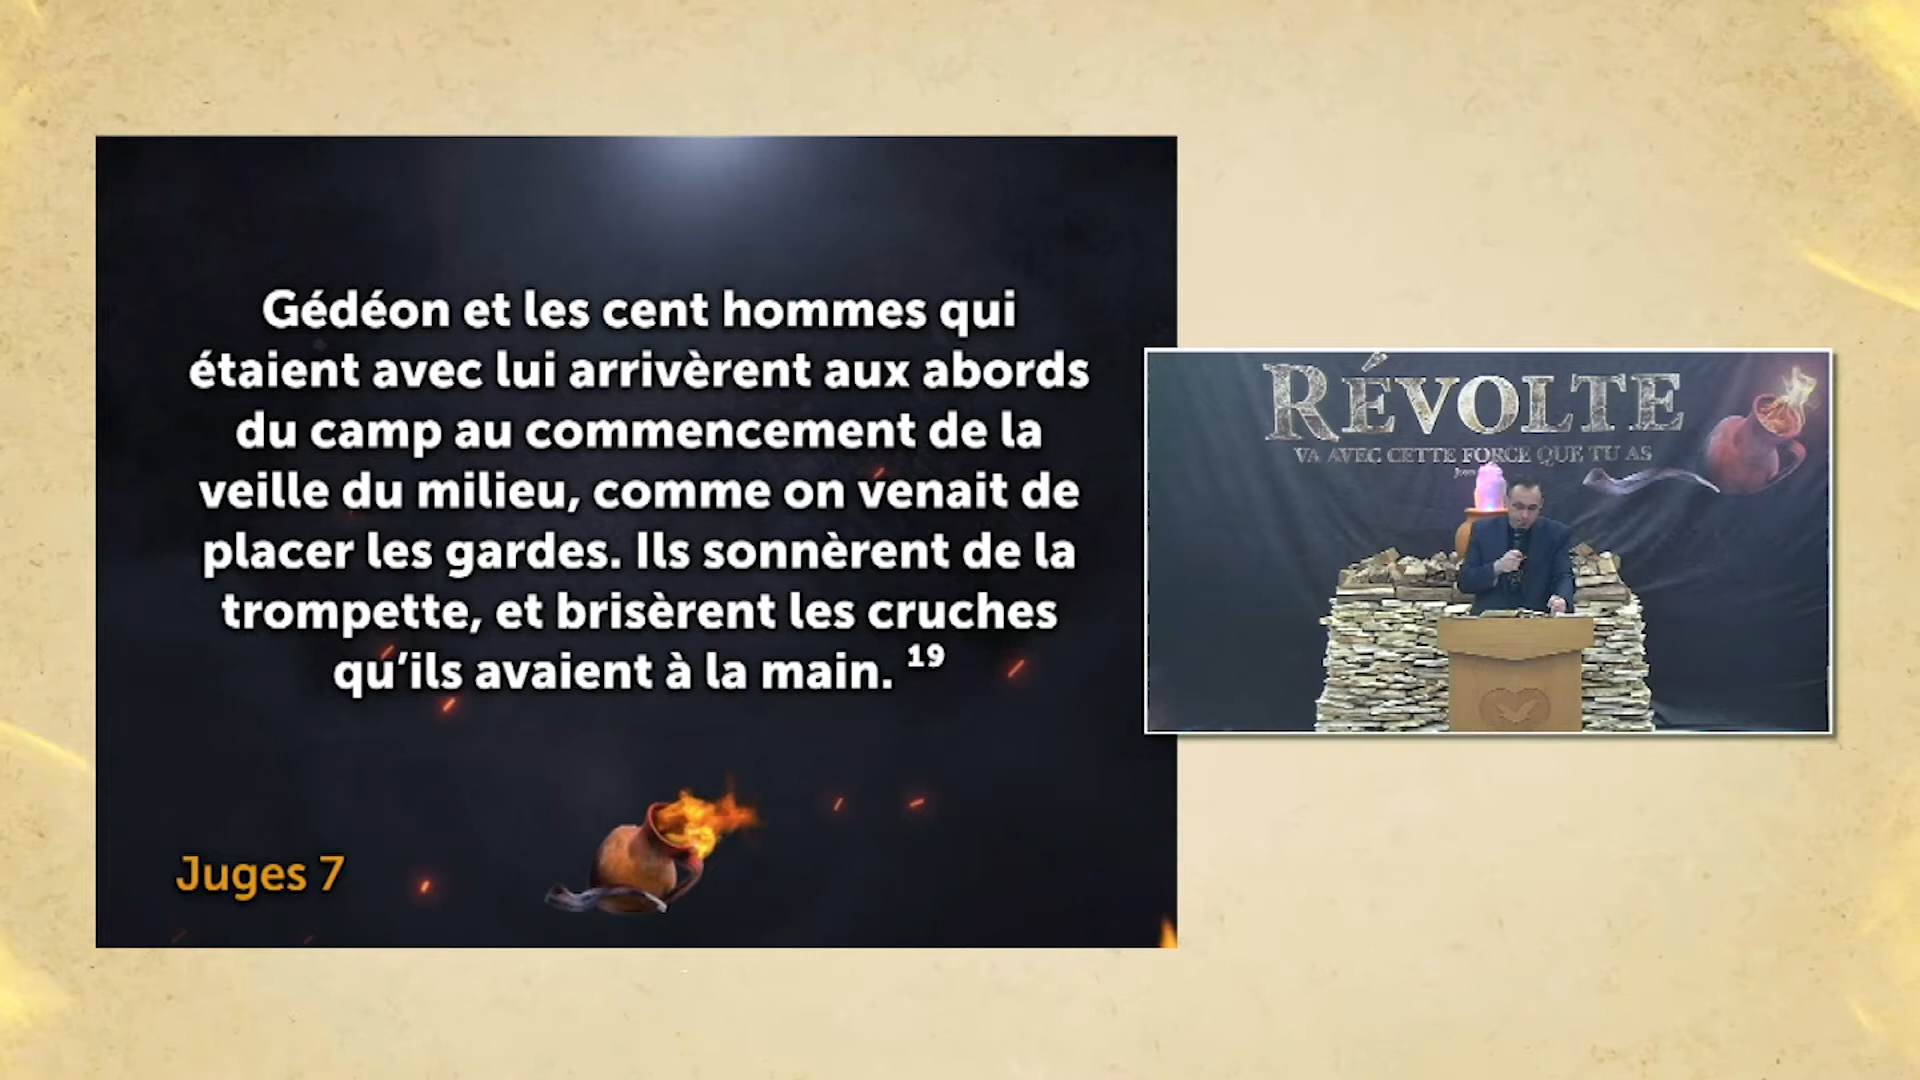 Gédéon et les cent hommes qui
étaient avec lui arrivèrent aux abords
du camp au commencement de la
veille du milieu, comme on venait de
placer les gardes. Ils sonnèrent de la
trompette, et brisèrent les cruches
qu’ils avaient à la main. 19
Juges 7
RÉVOLTE
VA AVEC CETTE FORCE QUE TU AS